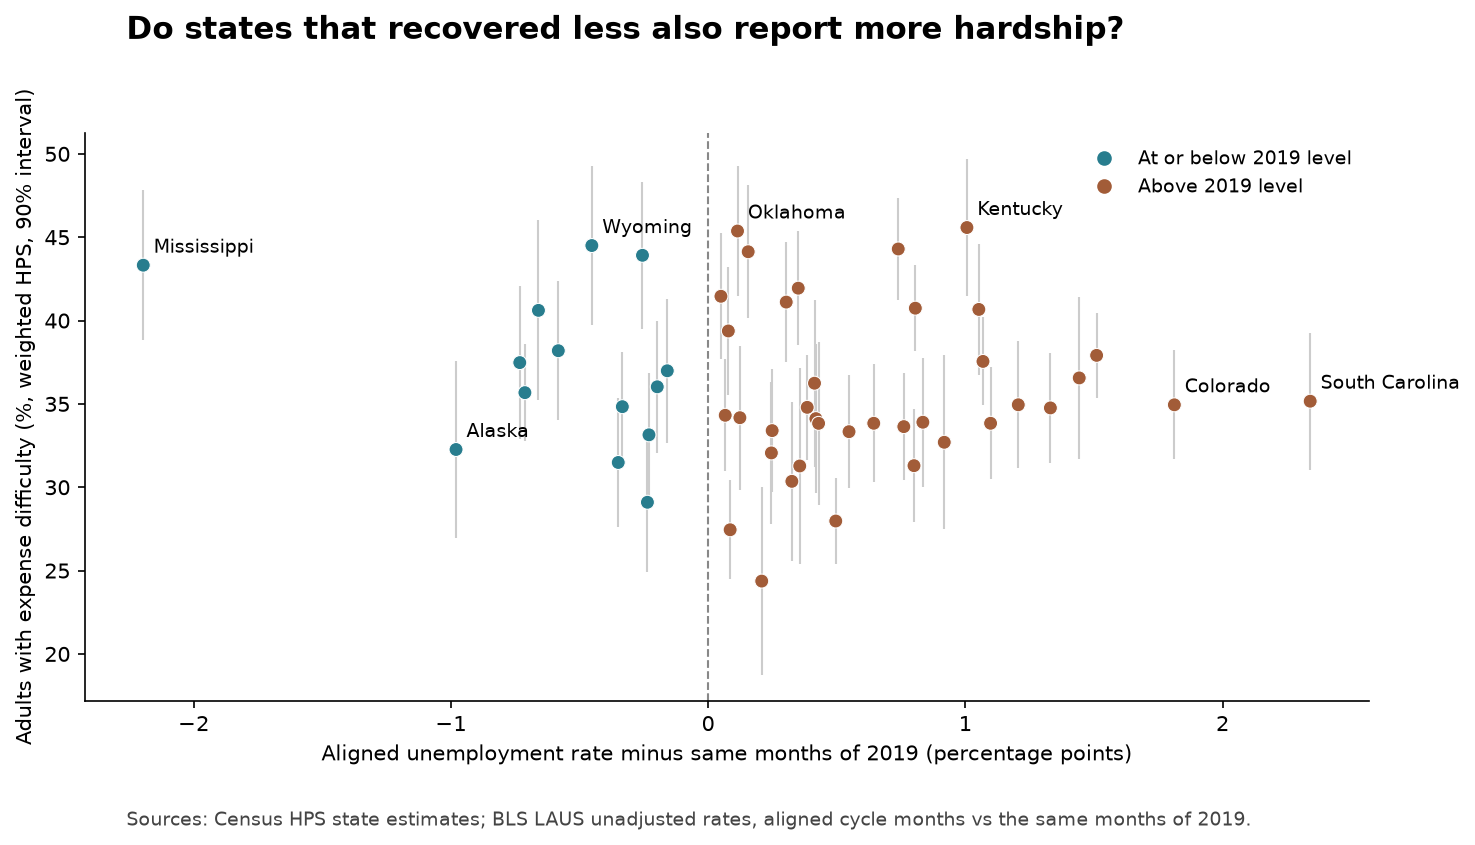 Do states that recovered less also report more hardship?
Adults with expense difficulty (%, weighted HPS, 90% interval)
50
45
40
35
30
25
20
At or below 2019 level
Above 2019 level
Mississippi
Wyoming
Oklahoma
Kentucky
Alaska
Colorado
South Carolina
−2
−1
0
1
2
Aligned unemployment rate minus same months of 2019 (percentage points)
Sources: Census HPS state estimates; BLS LAUS unadjusted rates, aligned cycle months vs the same months of 2019.